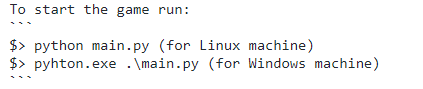 To start the game run:
```
$> python main.py (for Linux machine)
$> pyhton.exe .\main.py (for Windows machine)
```